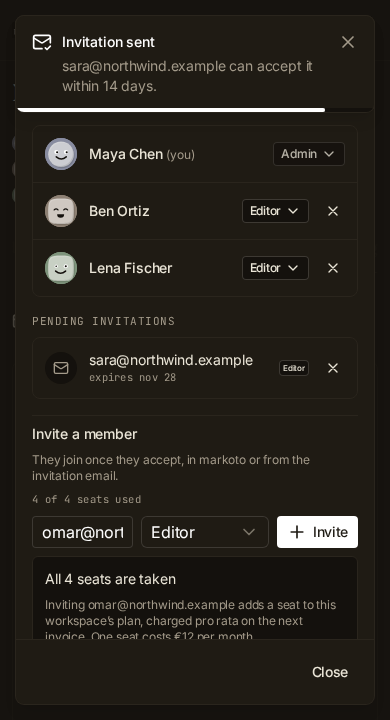 Invitation sent
sara@northwind.example can accept it
within 14 days.
Maya Chen (you)
Admin
Ben Ortiz
Editor
Lena Fischer
Editor
PENDING INVITATIONS
sara@northwind.example
expires nov 28
Editor
Invite a member
They join once they accept, in markoto or from the
invitation email.
4 of 4 seats used
omar@nort
Editor
Invite
All 4 seats are taken
Inviting omar@northwind.example adds a seat to this
workspace's plan, charged pro rata on the next
invoice. One seat costs €12 per month.
Close